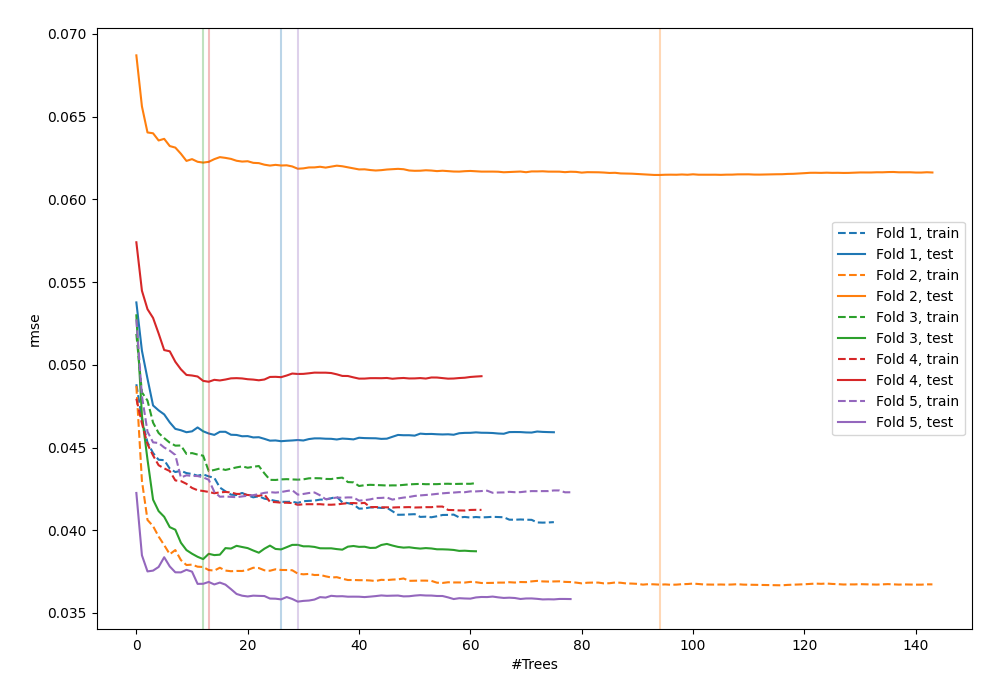 0.070
0.065
0.060
0.055
0.050
0.045
0.040
0.035
rmse
0 20 40 60 80 100 120 140
#Trees
Fold 1, train
Fold 1, test
Fold 2, train
Fold 2, test
Fold 3, train
Fold 3, test
Fold 4, train
Fold 4, test
Fold 5, train
Fold 5, test